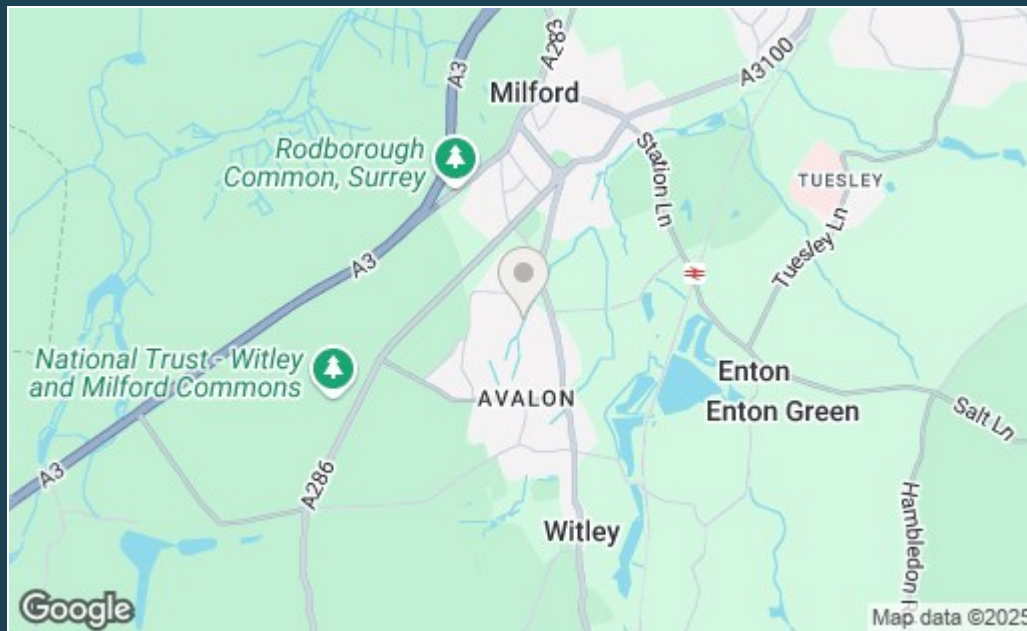 A3
A283
A3100
Milford
Rodborough
Common, Surrey
Station Ln
TUESLEY
Tuesley Ln
A3
National Trust - Witley
and Milford Commons
Enton
AVALON
Enton Green
Salt Ln
A3
A286
Witley
Hambledon R
Google
Map data ©2025